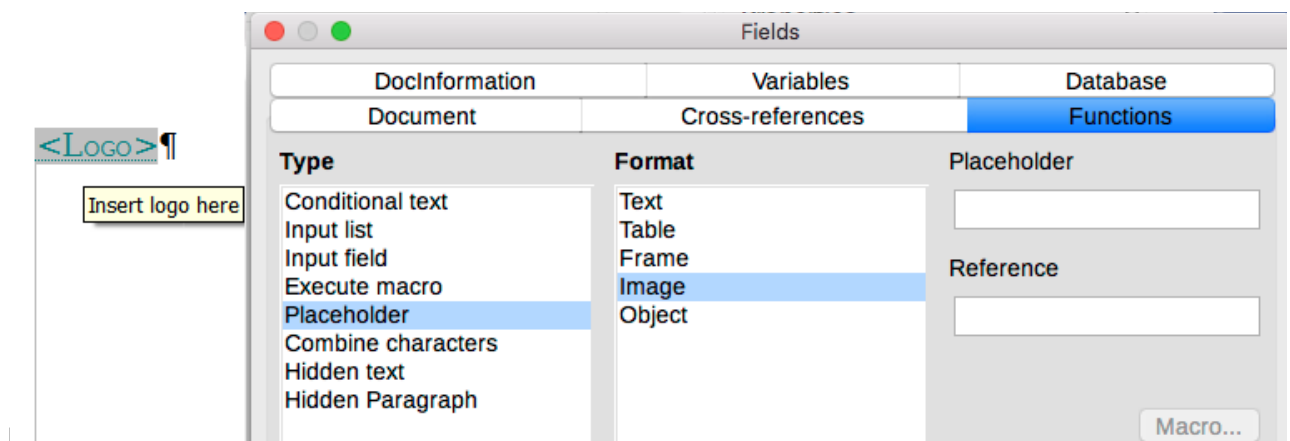 Fields
DocInformation Variables Database
Document Cross-references Functions
<Logo>¶
Insert logo here
Type Format Placeholder
Conditional text Text
Input list Table
Input field Frame
Execute macro Image
Placeholder Object
Combine characters
Hidden text
Hidden Paragraph
Reference
Macro...